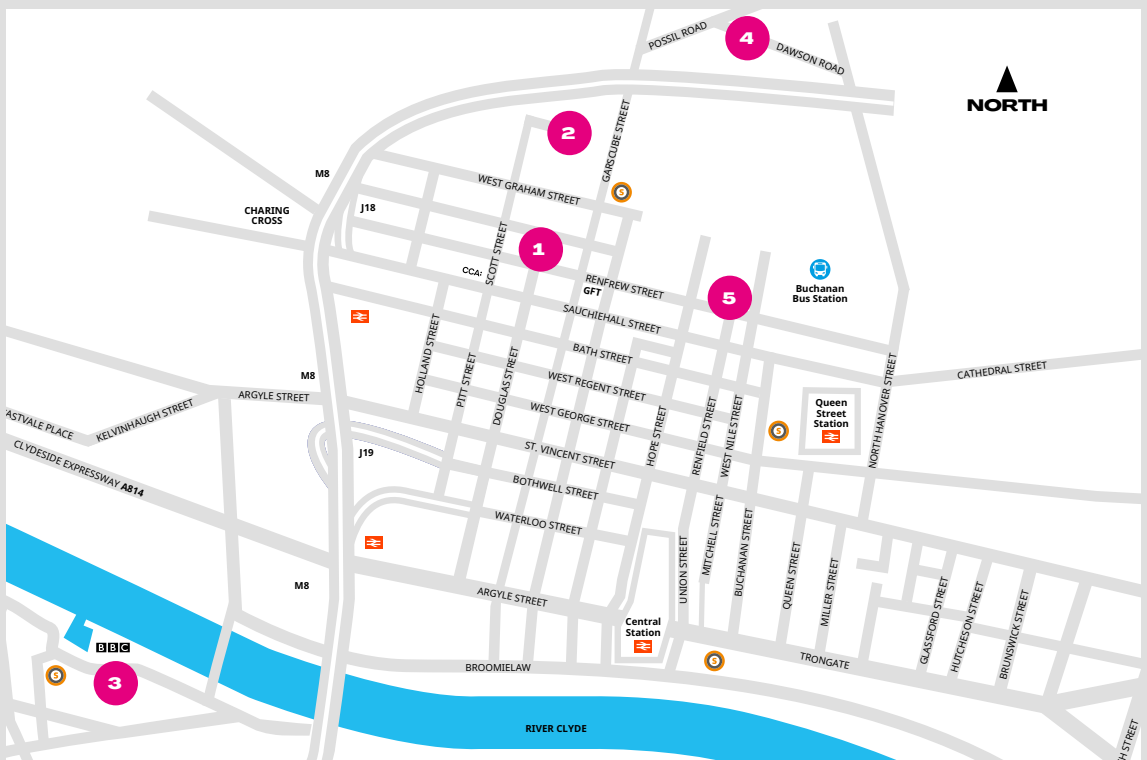 POSSIL ROAD
4
DAWSON ROAD
NORTH
2
GARSCUBE STREET
M8
WEST GRAHAM STREET
S
CHARING
CROSS
J18
SCOTT STREET
1
CCA:
RENFREW STREET
GFT
5
Buchanan
Bus Station
SAUCHIEHALL STREET
HOLLAND STREET
PITT STREET
DOUGLAS STREET
BATH STREET
M8
WEST REGENT STREET
CATHEDRAL STREET
ARGYLE STREET
KELVINHAUGH STREET
ASTVALE PLACE
WEST GEORGE STREET
HOPE STREET
RENFIELD STREET
WEST NILE STREET
S
Queen
Street
Station
NORTH HANOVER STREET
CLYDESIDE EXPRESSWAY A814
J19
ST. VINCENT STREET
BOTHWELL STREET
WATERLOO STREET
UNION STREET
MITCHELL STREET
BUCHANAN STREET
QUEEN STREET
MILLER STREET
GLASSFORD STREET
HUTCHESON STREET
BRUNSWICK STREET
M8
ARGYLE STREET
Central
Station
BBC
S
3
BROOMIELAW
S
TRONGATE
RIVER CLYDE
H STREET